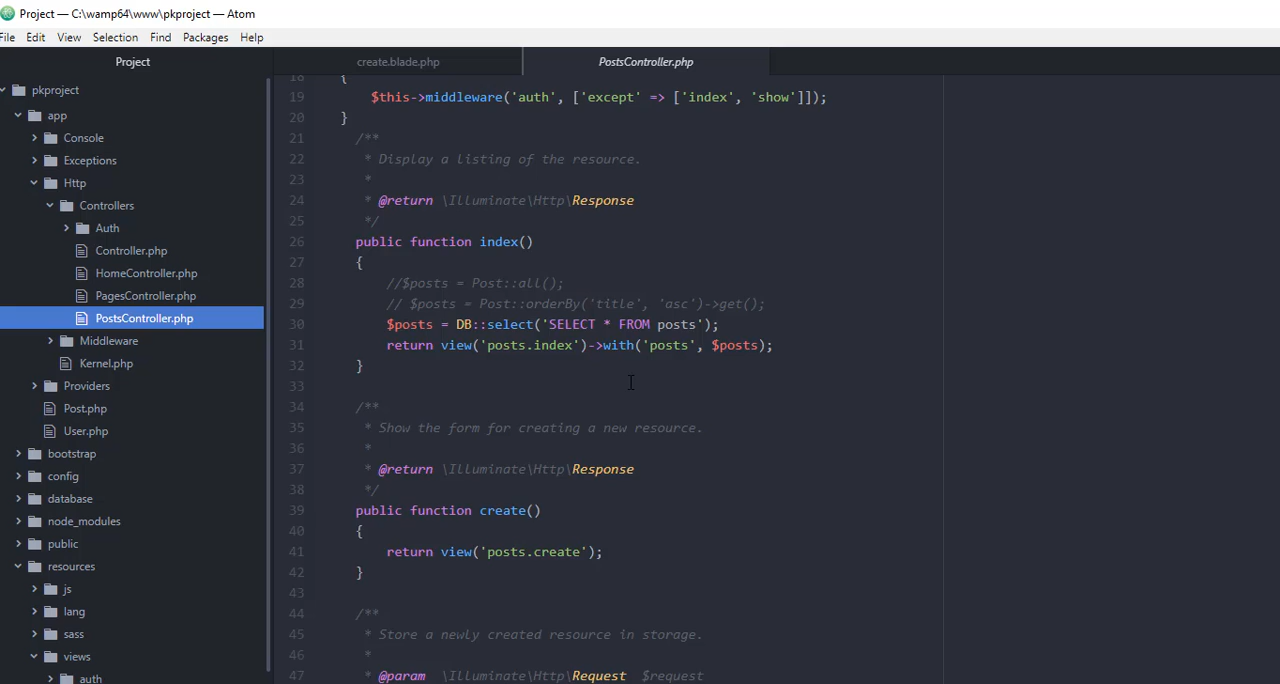 Project — C:\wamp64\www\pkproject — Atom
File Edit View Selection Find Packages Help
Project
create.blade.php
PostsController.php
pkproject
app
Console
Exceptions
Http
Controllers
Auth
Controller.php
HomeController.php
PagesController.php
PostsController.php
Middleware
Kernel.php
Providers
Post.php
User.php
bootstrap
config
database
node_modules
public
resources
js
lang
sass
views
auth
18 {
19 $this->middleware('auth', ['except' => ['index', 'show']]);
20 }
21 /**
22 * Display a listing of the resource.
23 *
24 * @return \Illuminate\Http\Response
25 */
26 public function index()
27 {
28 //$posts = Post::all();
29 // $posts = Post::orderBy('title', 'asc')->get();
30 $posts = DB::select('SELECT * FROM posts');
31 return view('posts.index')->with('posts', $posts);
32 }
33
34 /**
35 * Show the form for creating a new resource.
36 *
37 * @return \Illuminate\Http\Response
38 */
39 public function create()
40 {
41 return view('posts.create');
42 }
43
44 /**
45 * Store a newly created resource in storage.
46 *
47 * @param \Illuminate\Http\Request $request